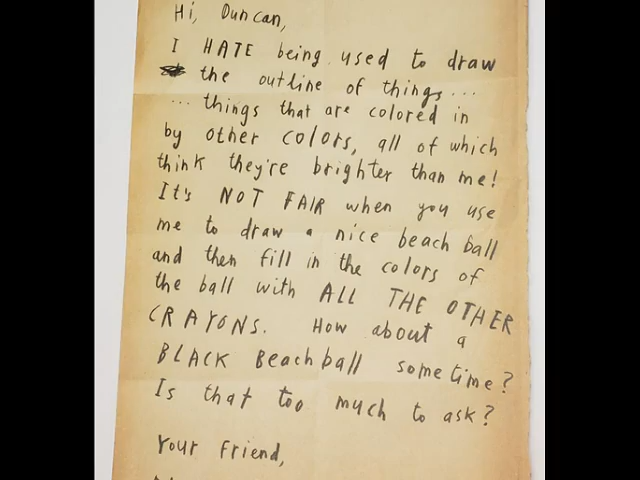 Hi, Duncan,
I HATE being used to draw
the outline of things...
...things that are colored in
by other colors, all of which
think they're brighter than me!
It's NOT FAIR when you use
me to draw a nice beach ball
and then fill in the colors of
the ball with ALL THE OTHER
CRAYONS. How about a
BLACK Beachball sometime?
Is that too much to ask?
Your friend,